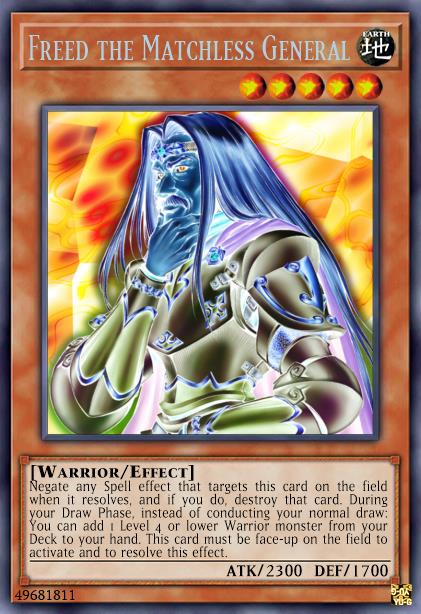 FREED THE MATCHLESS GENERAL
EARTH
地
[WARRIOR/EFFECT]
Negate any Spell effect that targets this card on the field
when it resolves, and if you do, destroy that card. During
your Draw Phase, instead of conducting your normal draw:
You can add 1 Level 4 or lower Warrior monster from your
Deck to your hand. This card must be face-up on the field to
activate and to resolve this effect.
ATK/2300 DEF/1700
49681811